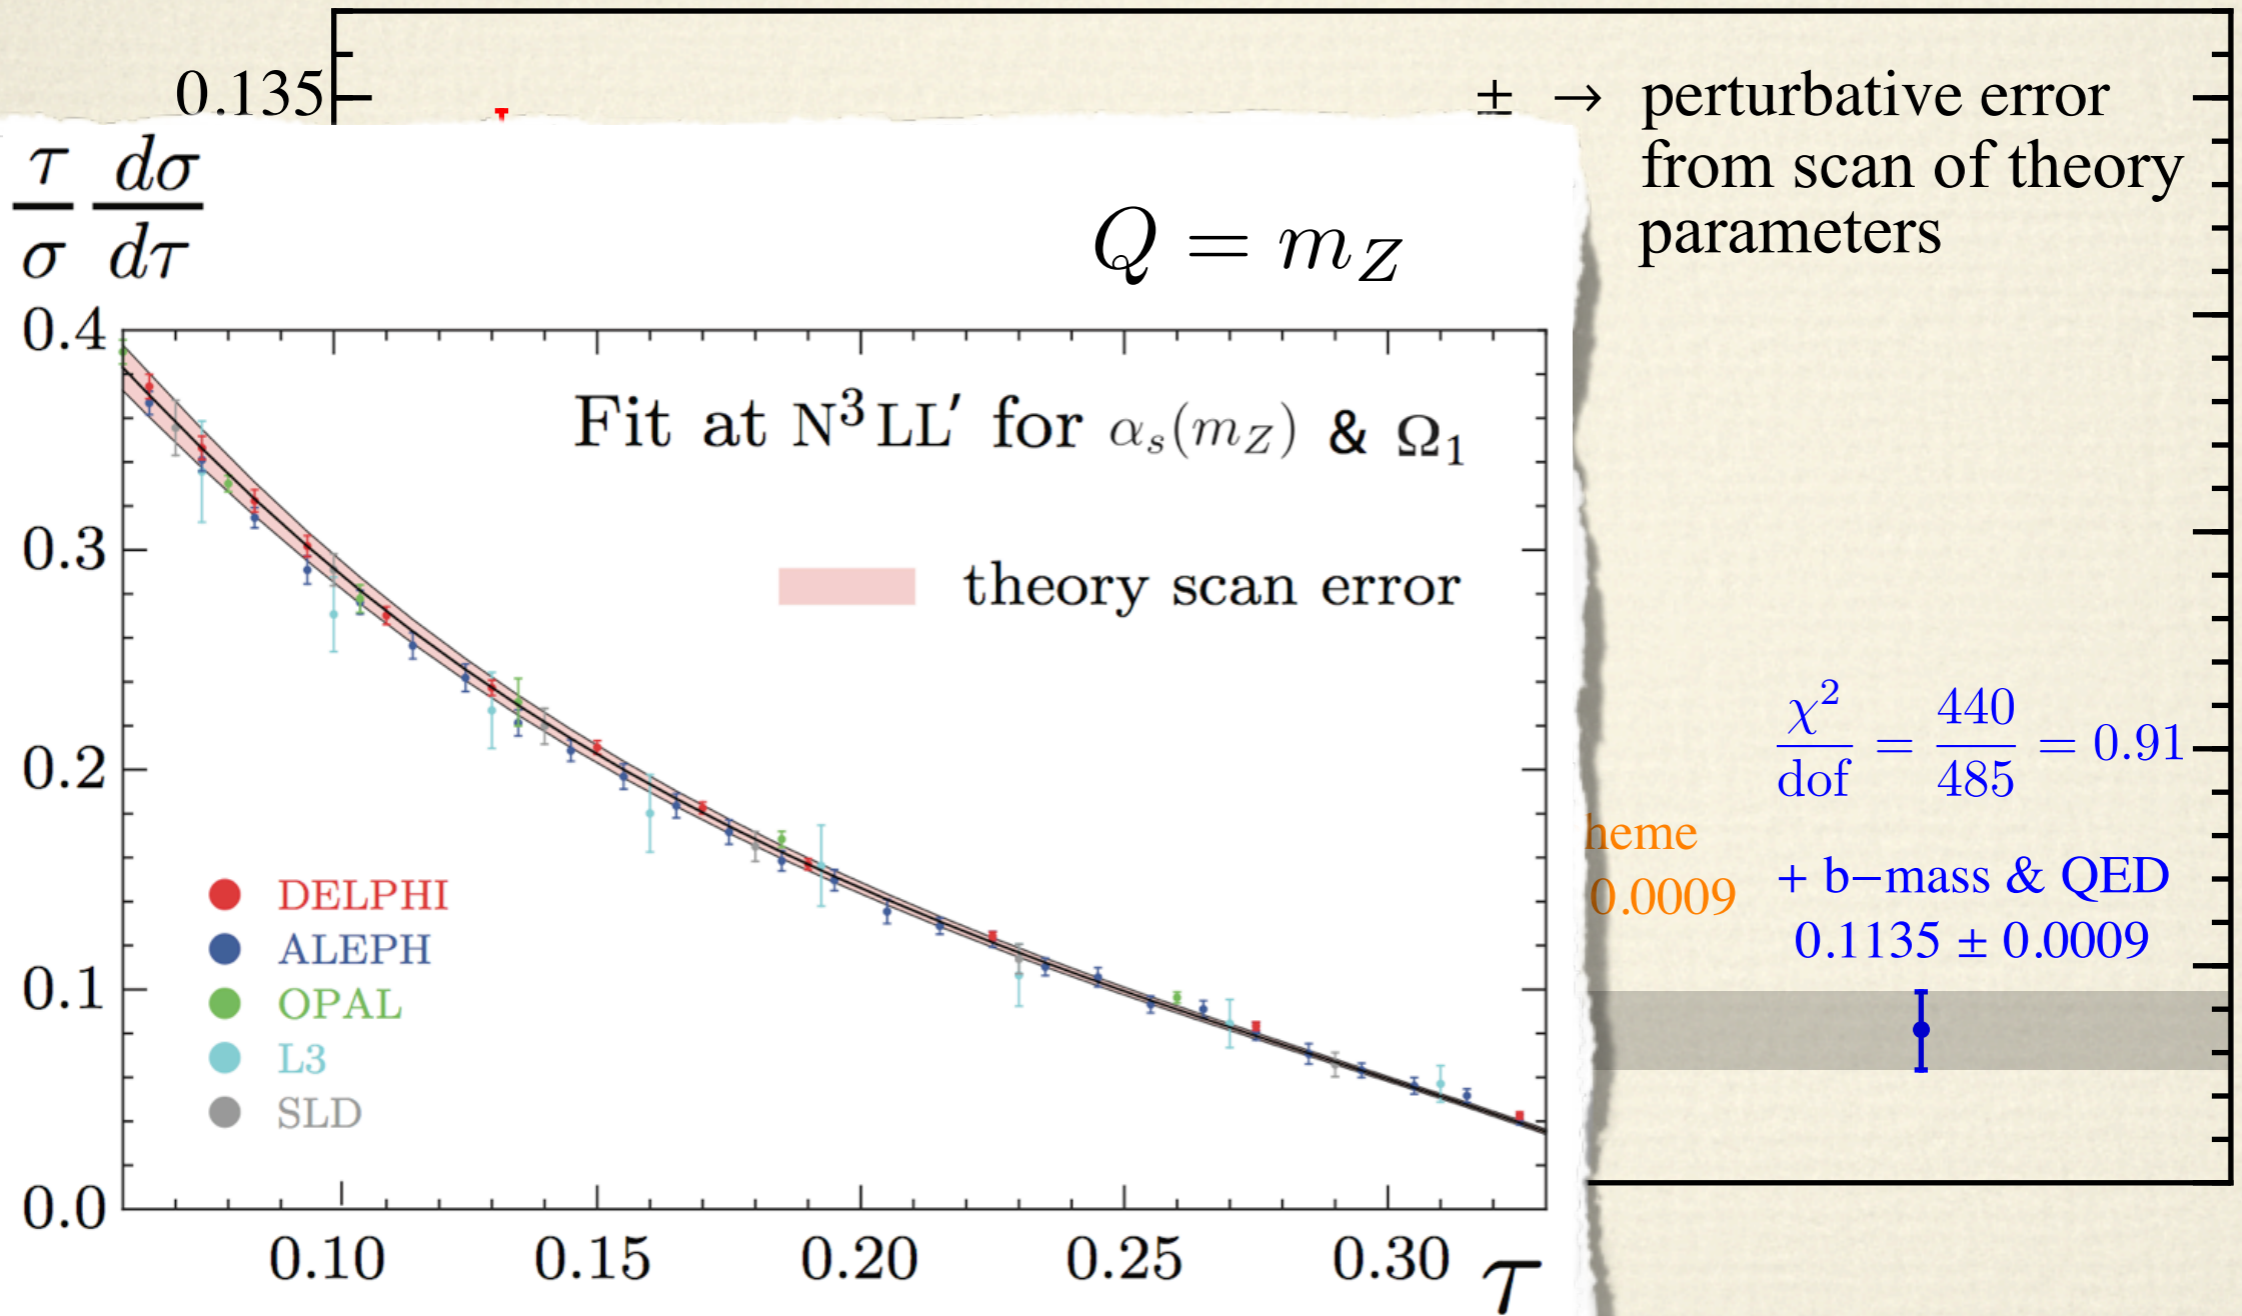 0.135
± → perturbative error
from scan of theory
parameters
τ/σ dσ/dτ
Q = m_Z
0.4
Fit at N³LL′ for α_s(m_Z) & Ω₁
0.3
theory scan error
0.2
χ²/dof = 440/485 = 0.91
heme
0.0009
+ b−mass & QED
0.1135 ± 0.0009
DELPHI
ALEPH
0.1
OPAL
L3
SLD
0.0
0.10 0.15 0.20 0.25 0.30 τ